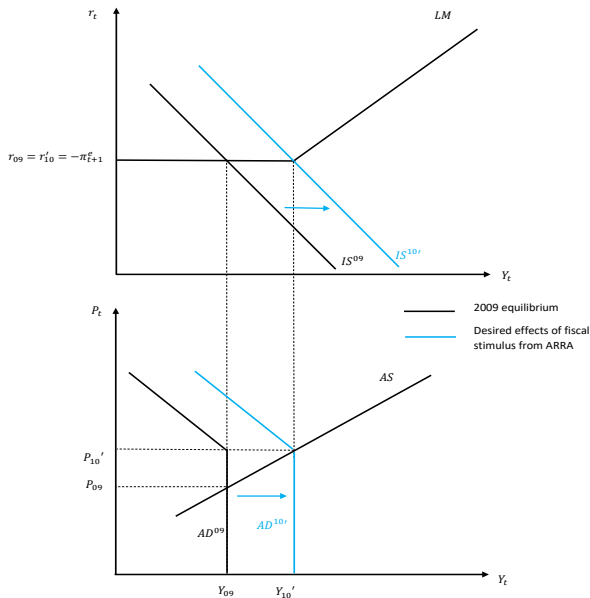 r_t
LM
r_09 = r′_10 = −π^e_{t+1}
IS^09
IS^10′
Y_t
P_t
2009 equilibrium
Desired effects of fiscal
stimulus from ARRA
AS
P_10′
P_09
AD^09
AD^10′
Y_09
Y_10′
Y_t